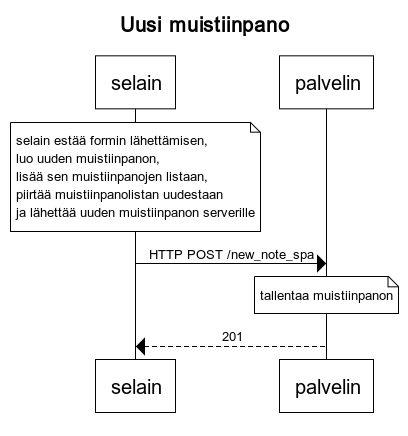 Uusi muistiinpano
selain
palvelin
selain estää formin lähettämisen,
luo uuden muistiinpanon,
lisää sen muistiinpanojen listaan,
piirtää muistiinpanolistan uudestaan
ja lähettää uuden muistiinpanon serverille
HTTP POST /new_note_spa
tallentaa muistiinpanon
201
selain
palvelin